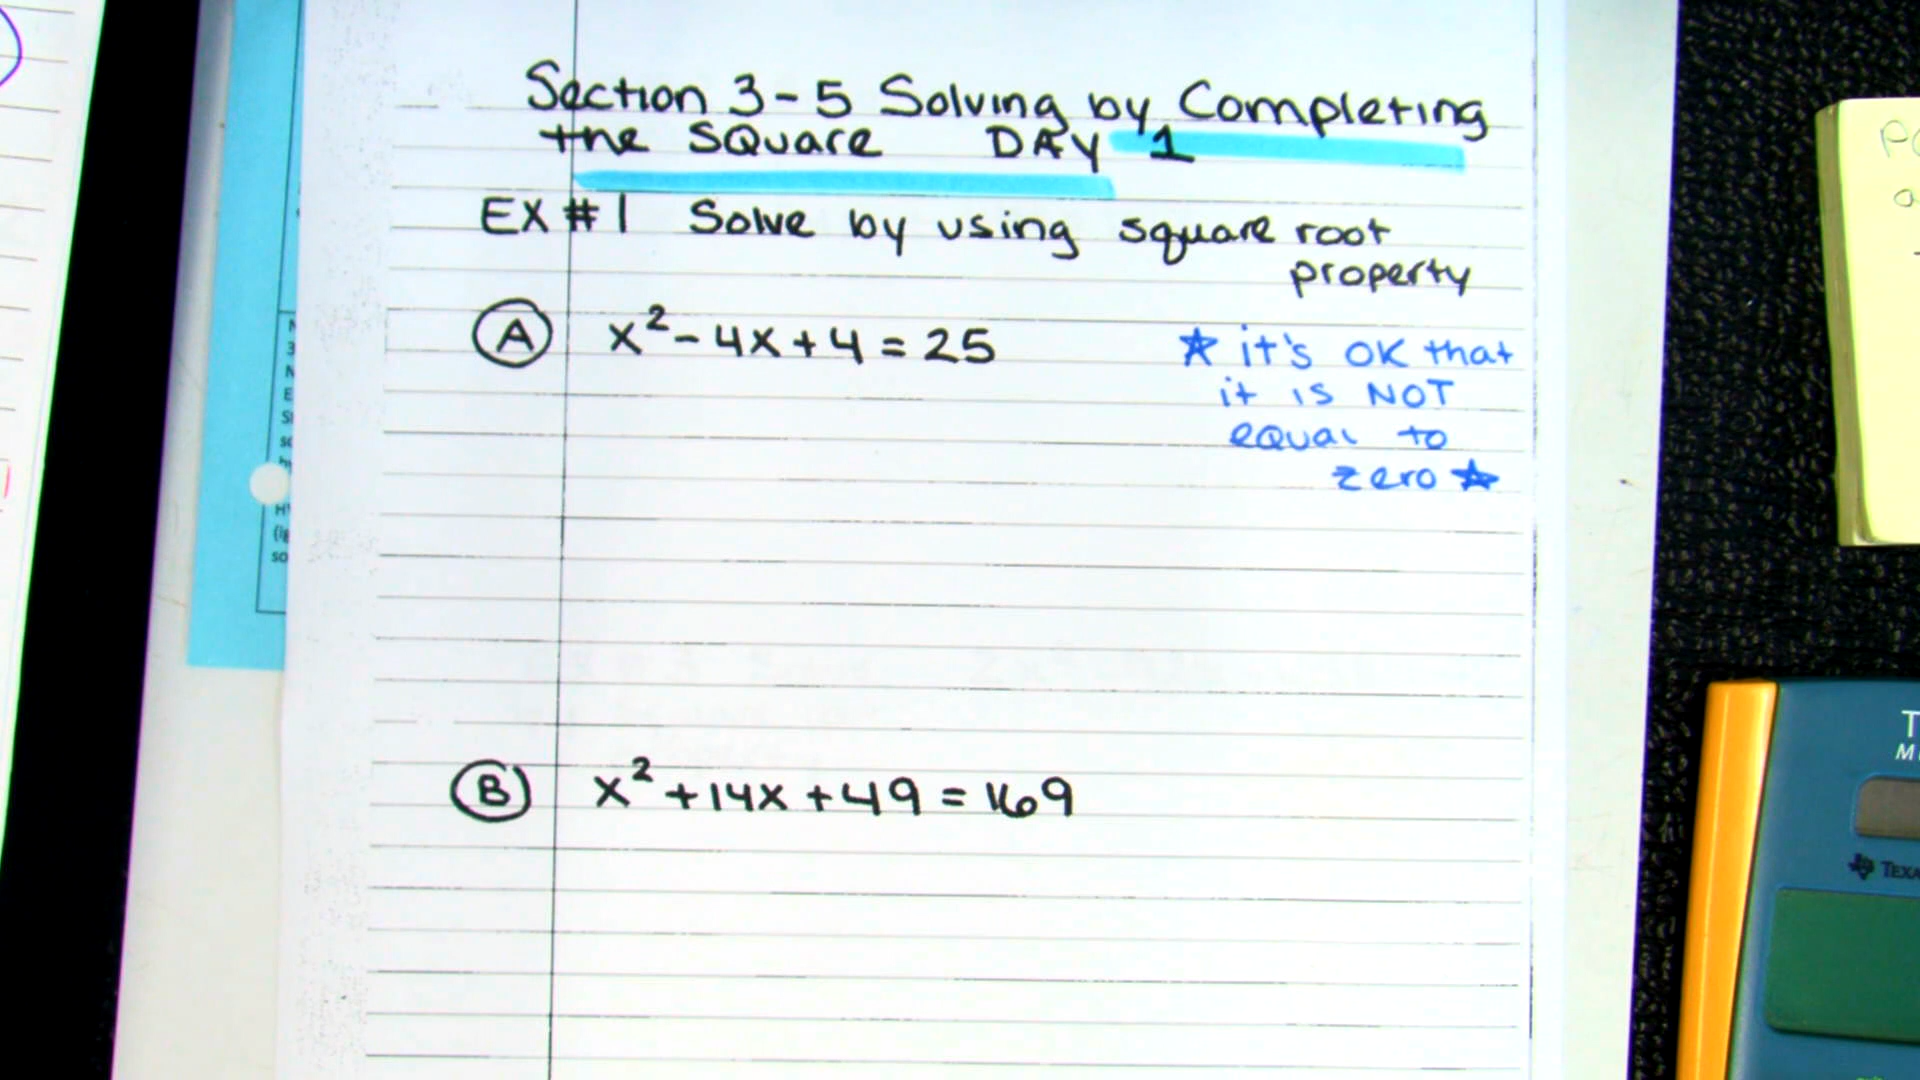 Section 3-5 Solving by Completing
the Square DAY 1
EX #1 Solve by using square root
property
A x² - 4x + 4 = 25
★ it's OK that
it is NOT
equal to
zero ★
B x² + 14x + 49 = 169